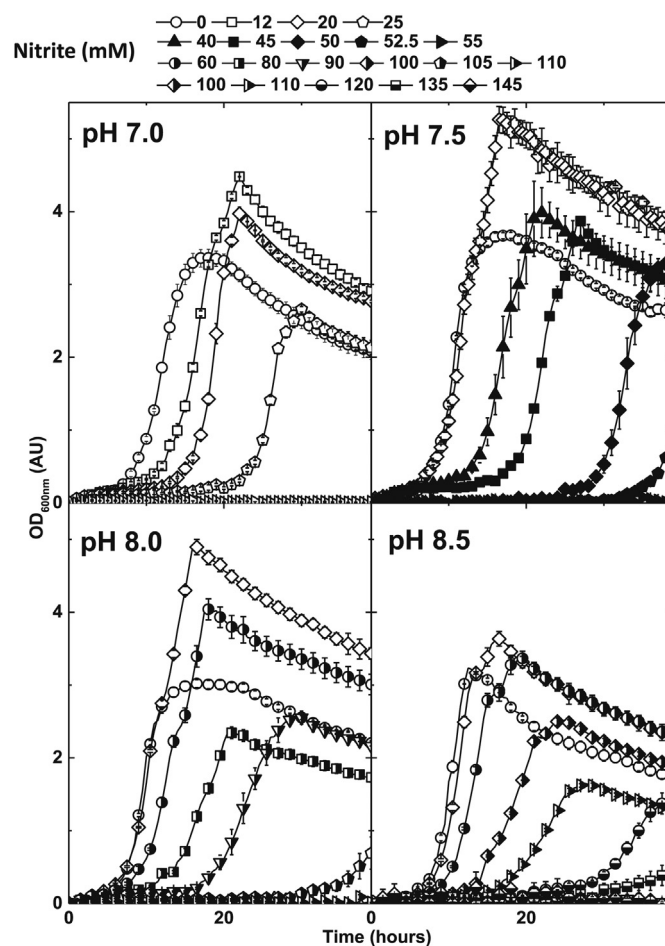 Nitrite (mM)
0 12 20 25
40 45 50 52.5 55
60 80 90 100 105 110
100 110 120 135 145
pH 7.0 pH 7.5
4
2
0
OD600nm (AU)
pH 8.0 pH 8.5
4
2
0
0 20 0 20
Time (hours)